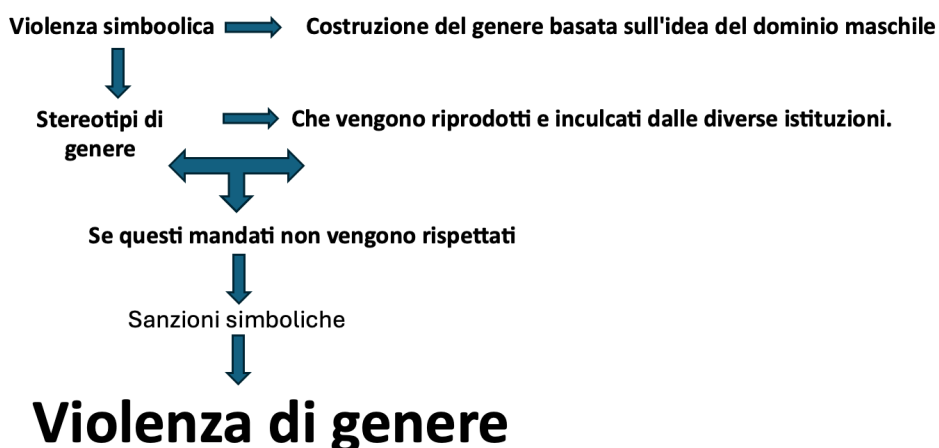 Violenza simboolica
Costruzione del genere basata sull'idea del dominio maschile
Stereotipi di
genere
Che vengono riprodotti e inculcati dalle diverse istituzioni.
Se questi mandati non vengono rispettati
Sanzioni simboliche
Violenza di genere